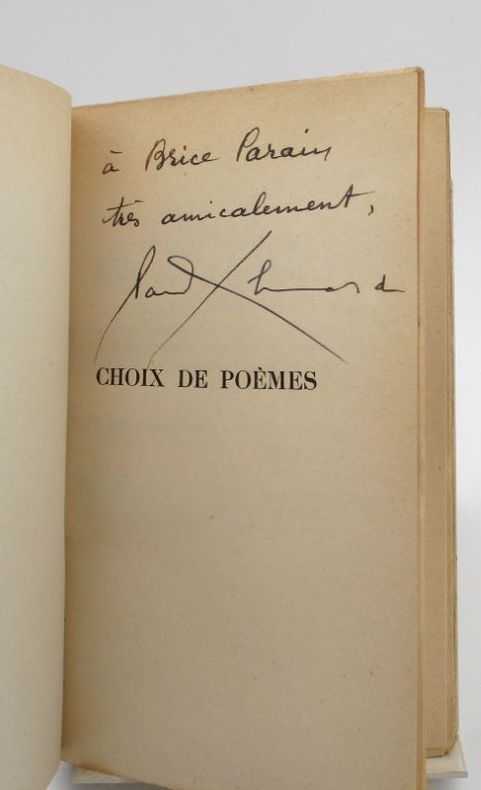 à Brice Parain
très amicalement,
Paul Eluard
CHOIX DE POÈMES